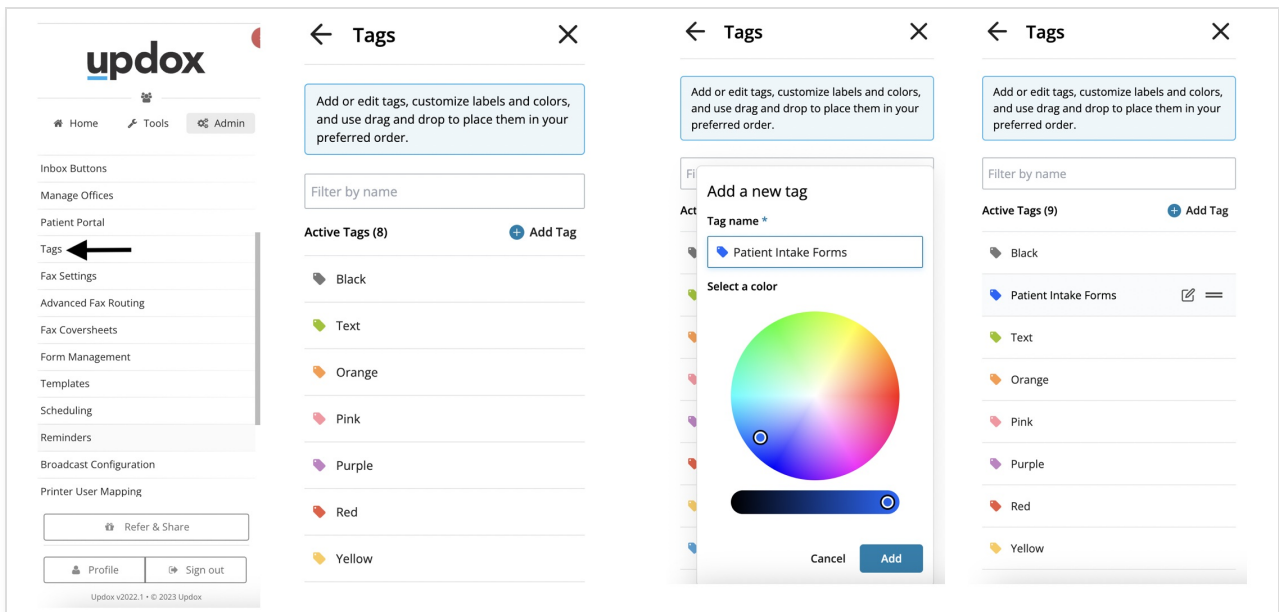 updox
Home
Tools
Admin
Inbox Buttons
Manage Offices
Patient Portal
Tags
Fax Settings
Advanced Fax Routing
Fax Coversheets
Form Management
Templates
Scheduling
Reminders
Broadcast Configuration
Printer User Mapping
Refer & Share
Profile
Sign out
Updox v2022.1 • © 2023 Updox
Tags
Add or edit tags, customize labels and colors,
and use drag and drop to place them in your
preferred order.
Filter by name
Active Tags (8)
Add Tag
Black
Text
Orange
Pink
Purple
Red
Yellow
Tags
Add or edit tags, customize labels and colors,
and use drag and drop to place them in your
preferred order.
Fi
Act
Add a new tag
Tag name *
Patient Intake Forms
Select a color
Cancel
Add
Tags
Add or edit tags, customize labels and colors,
and use drag and drop to place them in your
preferred order.
Filter by name
Active Tags (9)
Add Tag
Black
Patient Intake Forms
Text
Orange
Pink
Purple
Red
Yellow